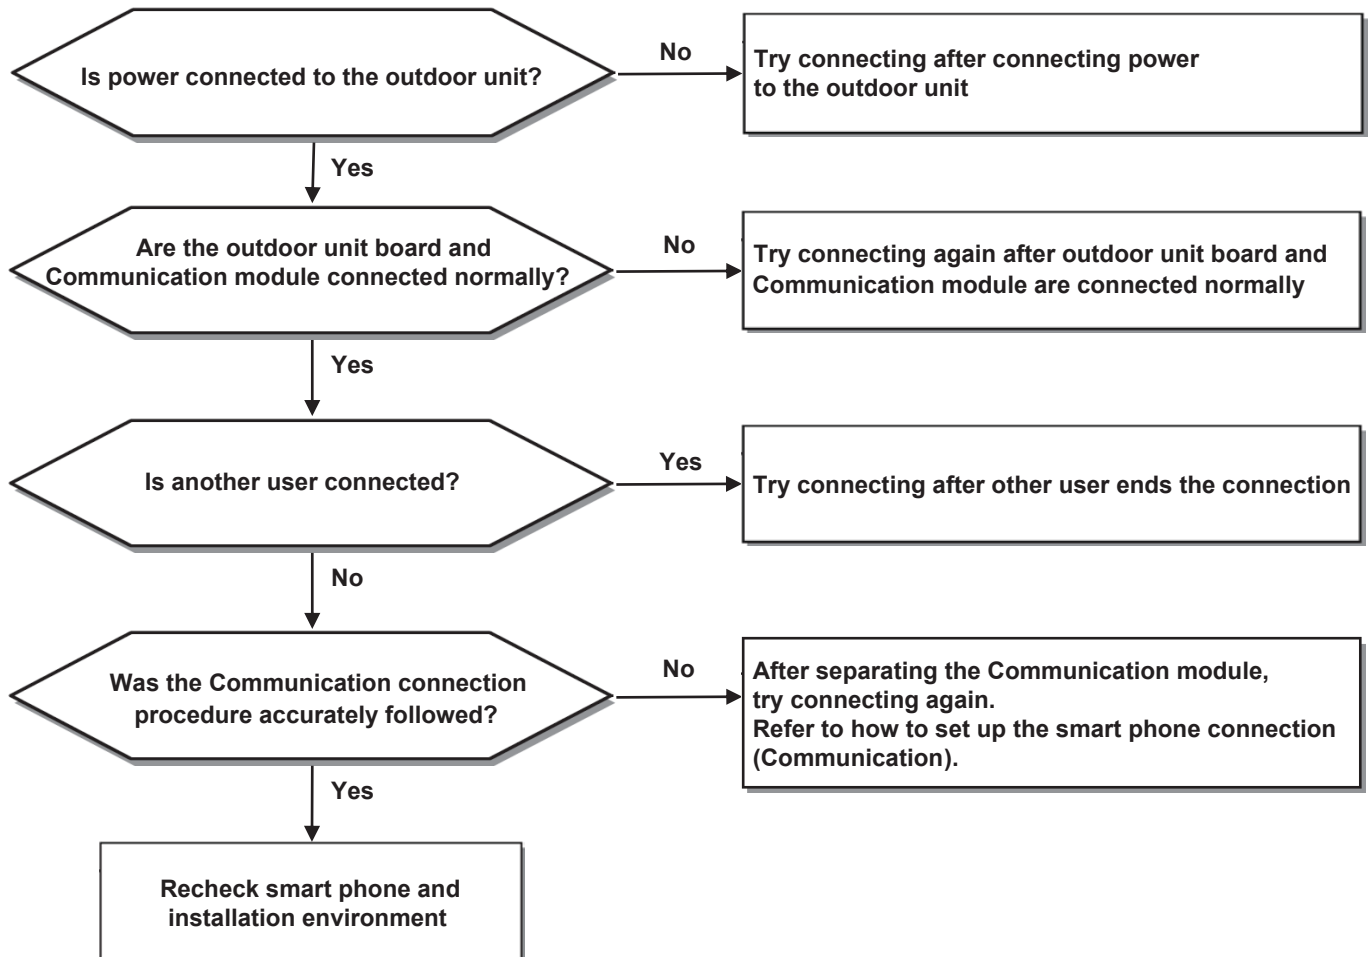 Is power connected to the outdoor unit?
No
Try connecting after connecting power
to the outdoor unit
Yes
Are the outdoor unit board and
Communication module connected normally?
No
Try connecting again after outdoor unit board and
Communication module are connected normally
Yes
Is another user connected?
Yes
Try connecting after other user ends the connection
No
Was the Communication connection
procedure accurately followed?
No
After separating the Communication module,
try connecting again.
Refer to how to set up the smart phone connection
(Communication).
Yes
Recheck smart phone and
installation environment